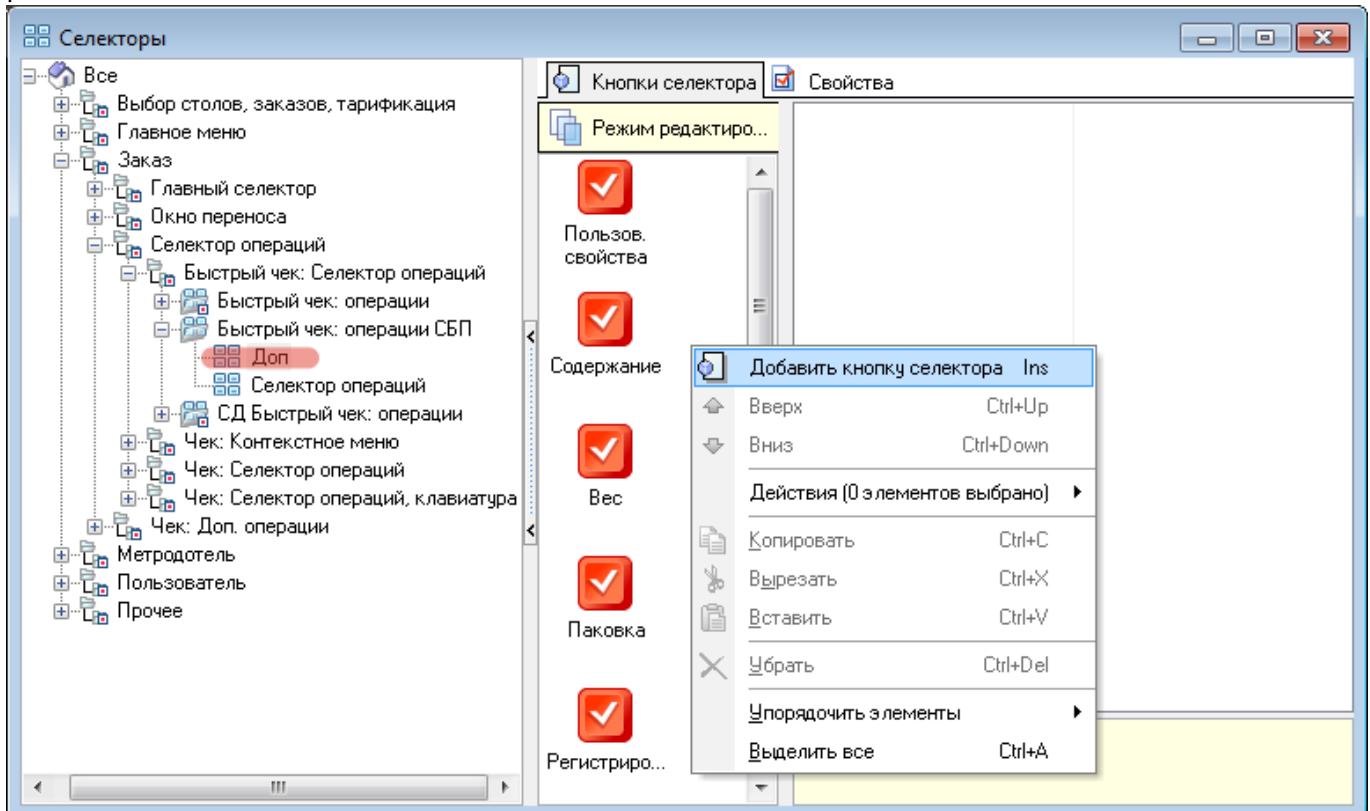 Селекторы
Все
Выбор столов, заказов, тарификация
Главное меню
Заказ
Главный селектор
Окно переноса
Селектор операций
Быстрый чек: Селектор операций
Быстрый чек: операции
Быстрый чек: операции СБП
Доп
Селектор операций
СД Быстрый чек: операции
Чек: Контекстное меню
Чек: Селектор операций
Чек: Селектор операций, клавиатура
Чек: Доп. операции
Метродотель
Пользователь
Прочее
Кнопки селектора
Свойства
Режим редактиро...
Пользов.
свойства
Содержание
Вес
Паковка
Регистриро...
Добавить кнопку селектора Ins
Вверх Ctrl+Up
Вниз Ctrl+Down
Действия (0 элементов выбрано)
Копировать Ctrl+C
Вырезать Ctrl+X
Вставить Ctrl+V
Убрать Ctrl+Del
Упорядочить элементы
Выделить все Ctrl+A